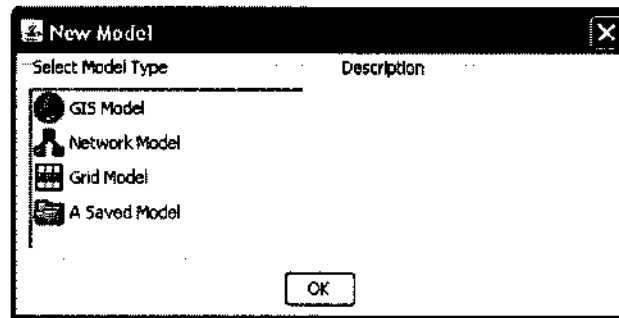 New Model
Select Model Type
Description
GIS Model
Network Model
Grid Model
A Saved Model
OK